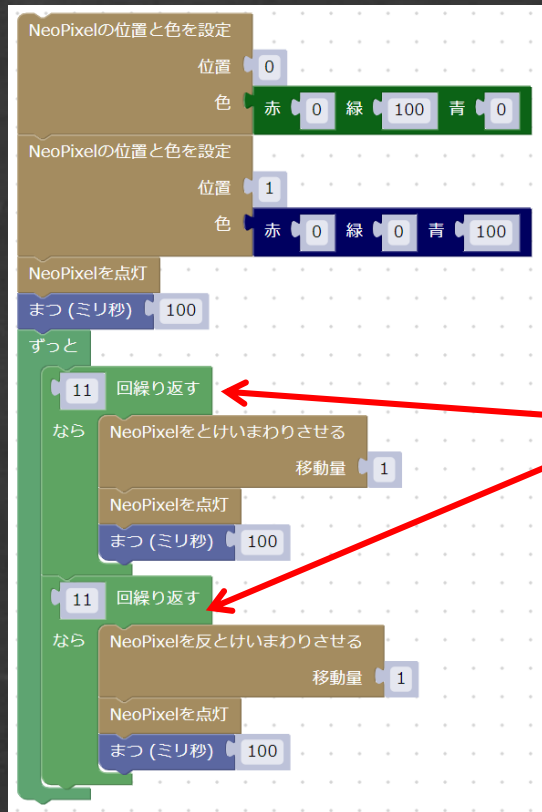 NeoPixelの位置と色を設定
位置 0
色 赤 0 緑 100 青 0
NeoPixelの位置と色を設定
位置 1
色 赤 0 緑 0 青 100
NeoPixelを点灯
まつ (ミリ秒) 100
ずっと
11 回繰り返す
なら NeoPixelをとけいまわりさせる
移動量 1
NeoPixelを点灯
まつ (ミリ秒) 100
11 回繰り返す
なら NeoPixelを反とけいまわりさせる
移動量 1
NeoPixelを点灯
まつ (ミリ秒) 100